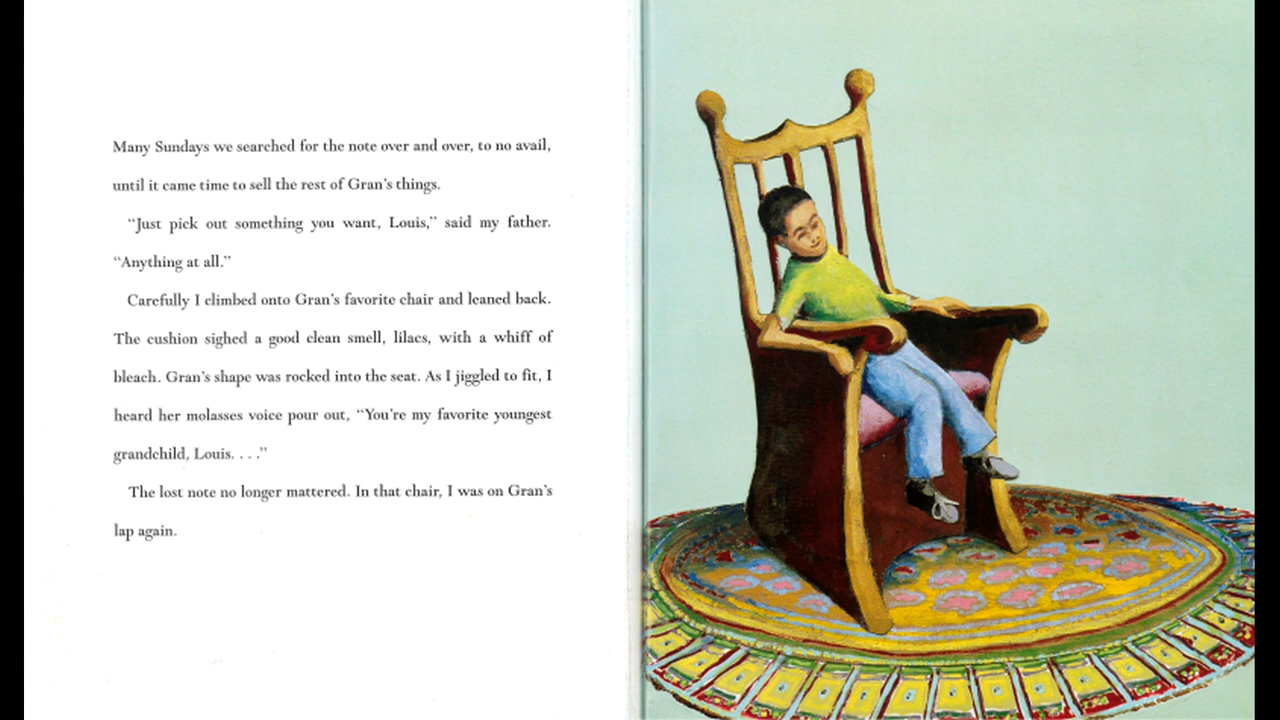 Many Sundays we searched for the note over and over, to no avail,
until it came time to sell the rest of Gran's things.
“Just pick out something you want, Louis,” said my father.
“Anything at all.”
Carefully I climbed onto Gran's favorite chair and leaned back.
The cushion sighed a good clean smell, lilacs, with a whiff of
bleach. Gran's shape was rocked into the seat. As I jiggled to fit, I
heard her molasses voice pour out, “You're my favorite youngest
grandchild, Louis. . . .”
The lost note no longer mattered. In that chair, I was on Gran's
lap again.